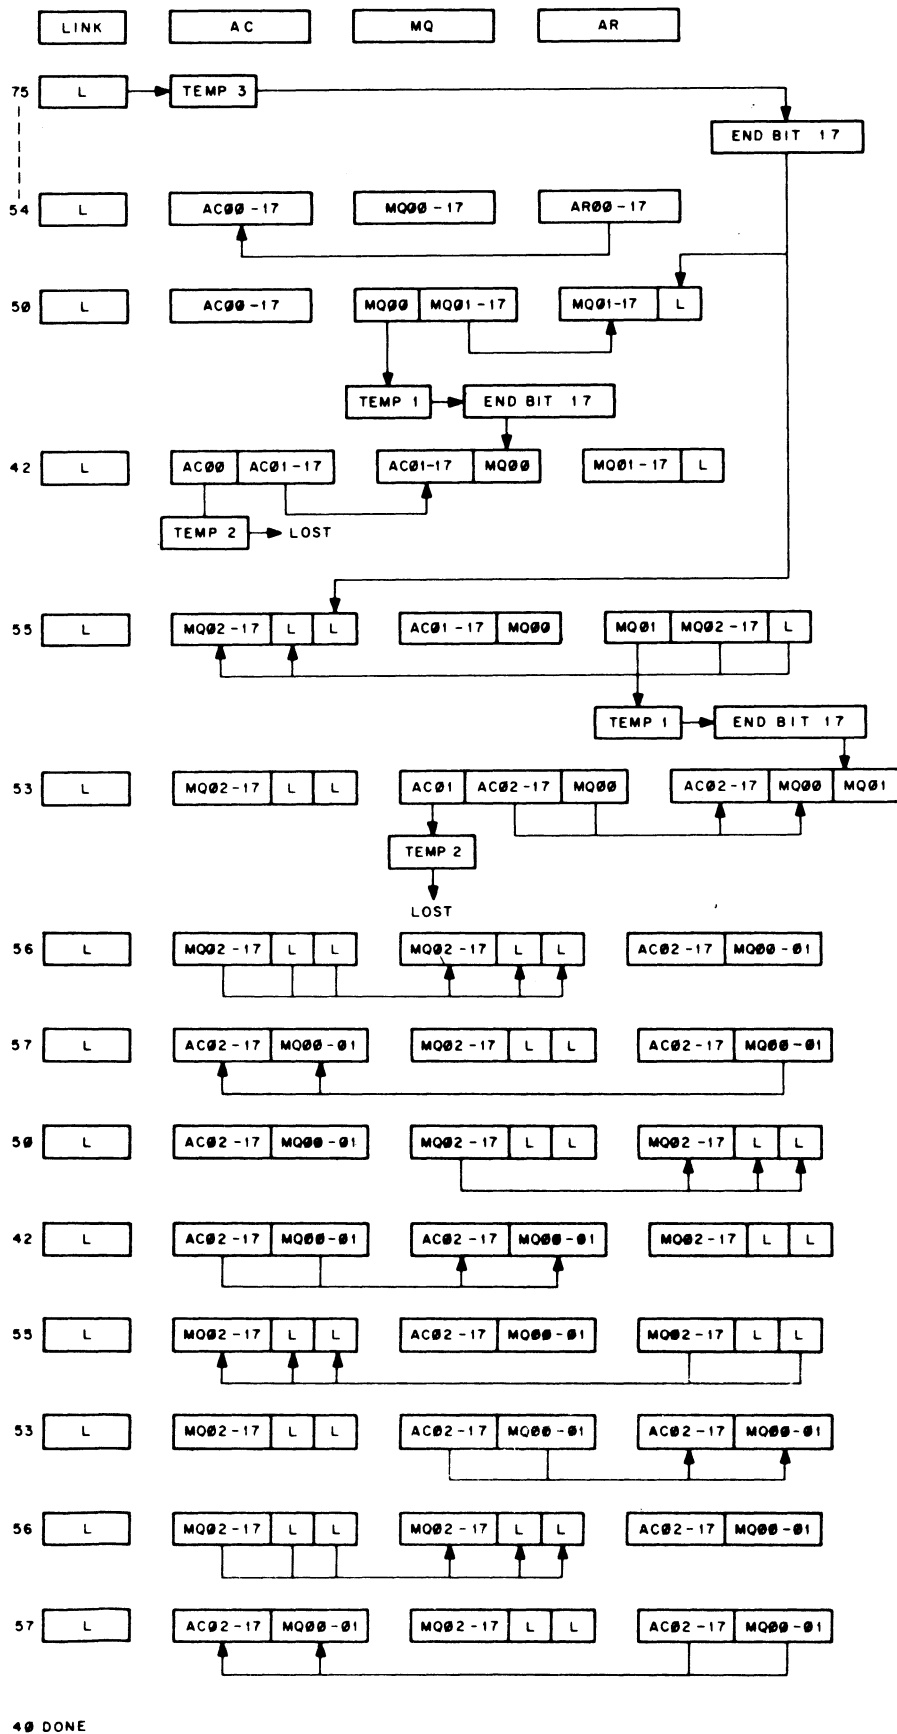 LINK AC MQ AR
75 L TEMP 3
END BIT 17
54 L AC00-17 MQ00-17 AR00-17
50 L AC00-17 MQ00 MQ01-17 MQ01-17 L
TEMP 1 END BIT 17
42 L AC00 AC01-17 AC01-17 MQ00 MQ01-17 L
TEMP 2 LOST
55 L MQ02-17 L L AC01-17 MQ00 MQ01 MQ02-17 L
TEMP 1 END BIT 17
53 L MQ02-17 L L AC01 AC02-17 MQ00 AC02-17 MQ00 MQ01
TEMP 2
LOST
56 L MQ02-17 L L MQ02-17 L L AC02-17 MQ00-01
57 L AC02-17 MQ00-01 MQ02-17 L L AC02-17 MQ00-01
50 L AC02-17 MQ00-01 MQ02-17 L L MQ02-17 L L
42 L AC02-17 MQ00-01 AC02-17 MQ00-01 MQ02-17 L L
55 L MQ02-17 L L AC02-17 MQ00-01 MQ02-17 L L
53 L MQ02-17 L L AC02-17 MQ00-01 AC02-17 MQ00-01
56 L MQ02-17 L L MQ02-17 L L AC02-17 MQ00-01
57 L AC02-17 MQ00-01 MQ02-17 L L AC02-17 MQ00-01
40 DONE